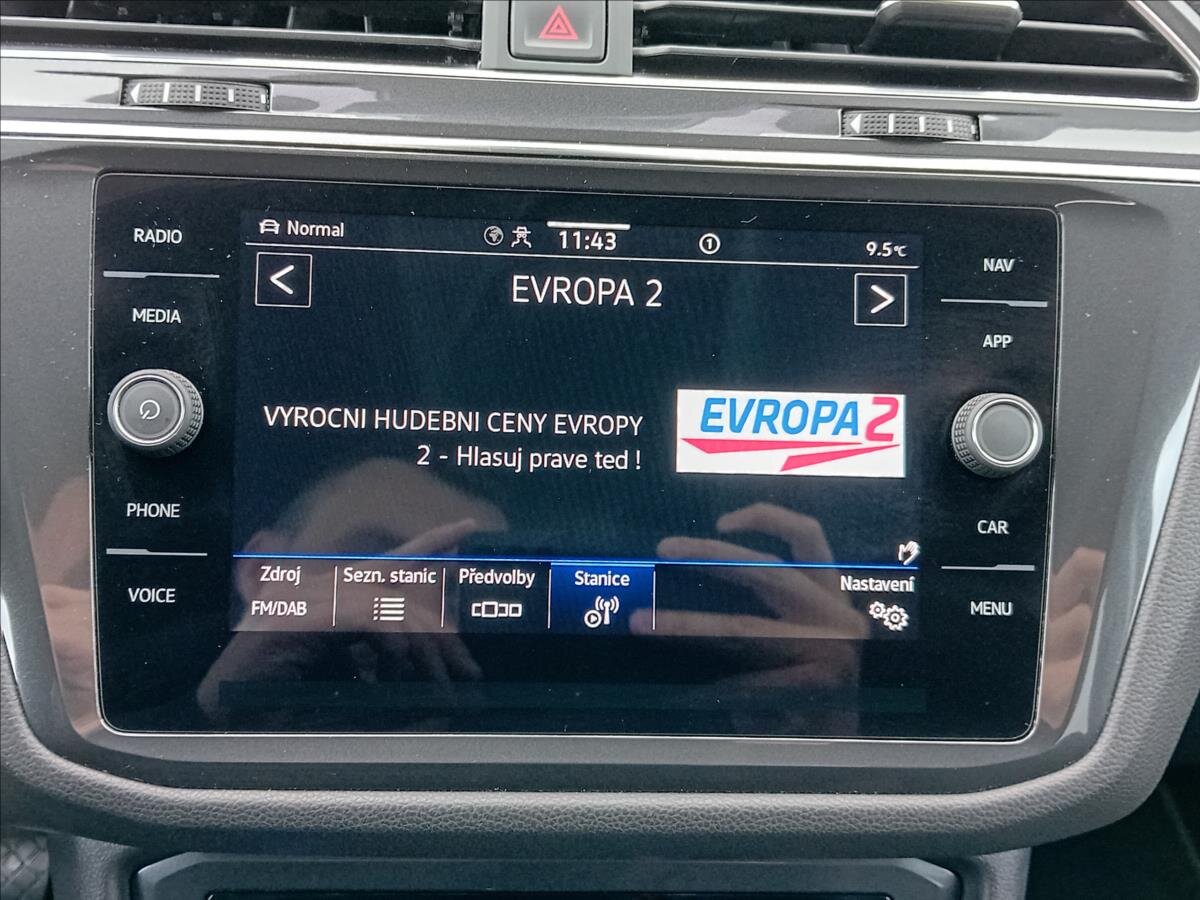 RADIO
MEDIA
PHONE
VOICE
Normal
11:43
1
9.5°C
EVROPA 2
VYROCNI HUDEBNI CENY EVROPY
2 - Hlasuj prave ted !
EVROPA 2
Zdroj
FM/DAB
Sezn. stanic
Předvolby
Stanice
Nastavení
NAV
APP
CAR
MENU